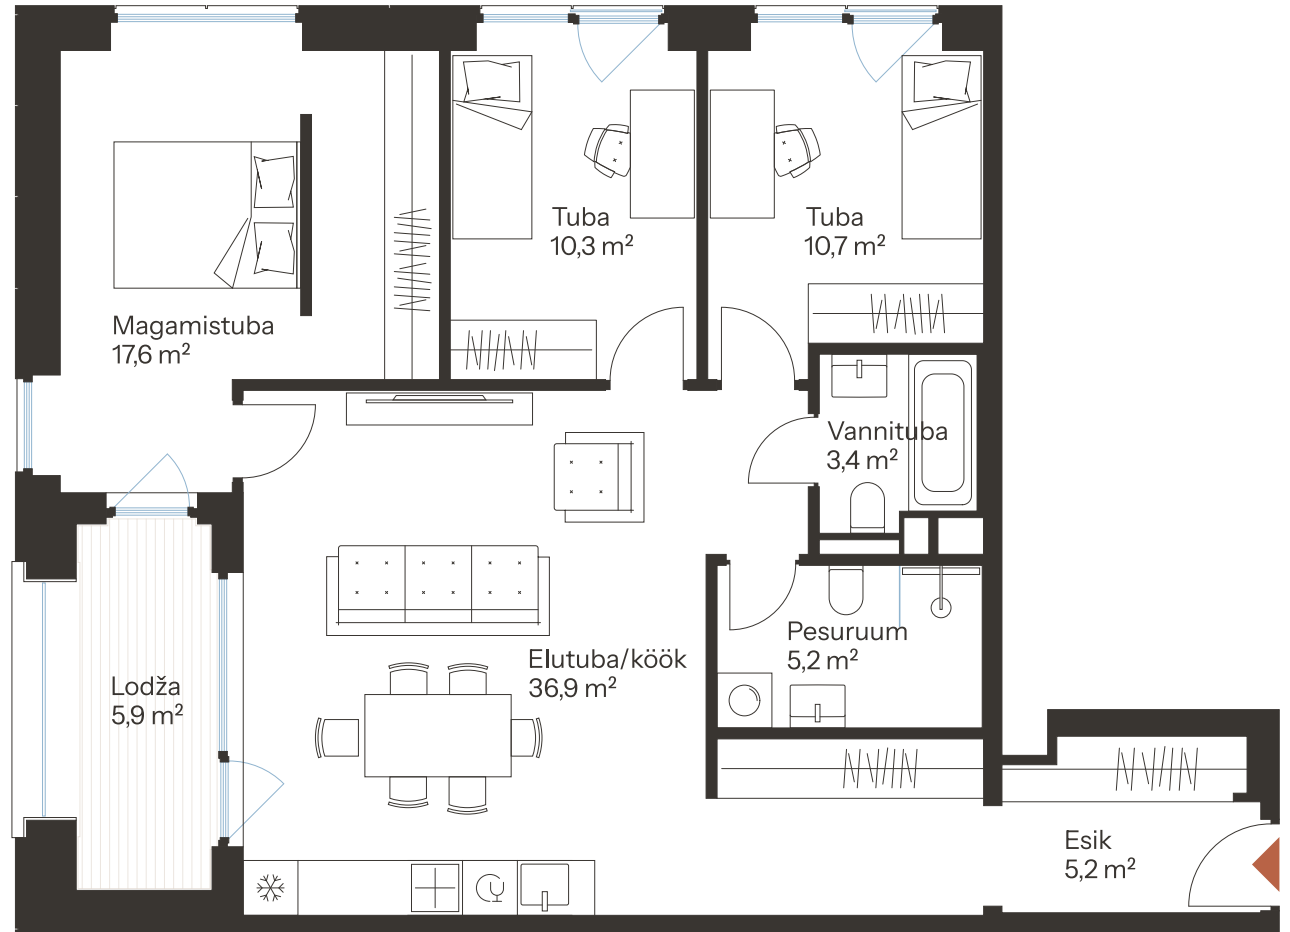 Tuba
10,3 m²
Tuba
10,7 m²
Magamistuba
17,6 m²
Vannituba
3,4 m²
Pesuruum
5,2 m²
Elutuba/köök
36,9 m²
Lodža
5,9 m²
Esik
5,2 m²